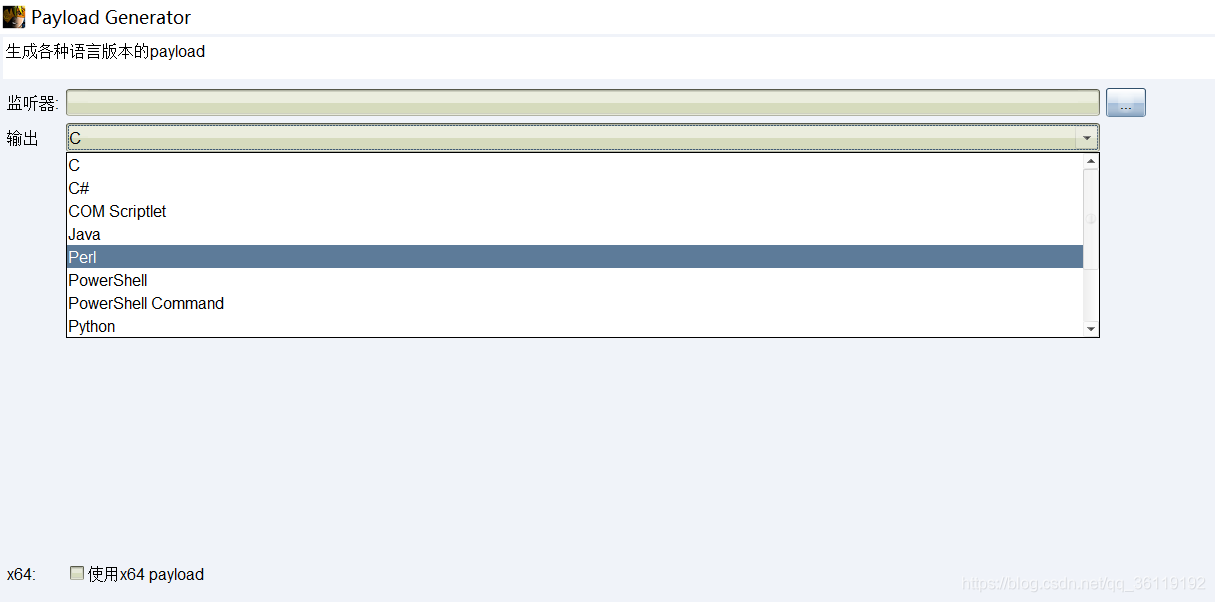 Payload Generator
生成各种语言版本的payload
监听器:
...
输出
C
C
C#
COM Scriptlet
Java
Perl
PowerShell
PowerShell Command
Python
x64:
使用x64 payload
https://blog.csdn.net/qq_36119192